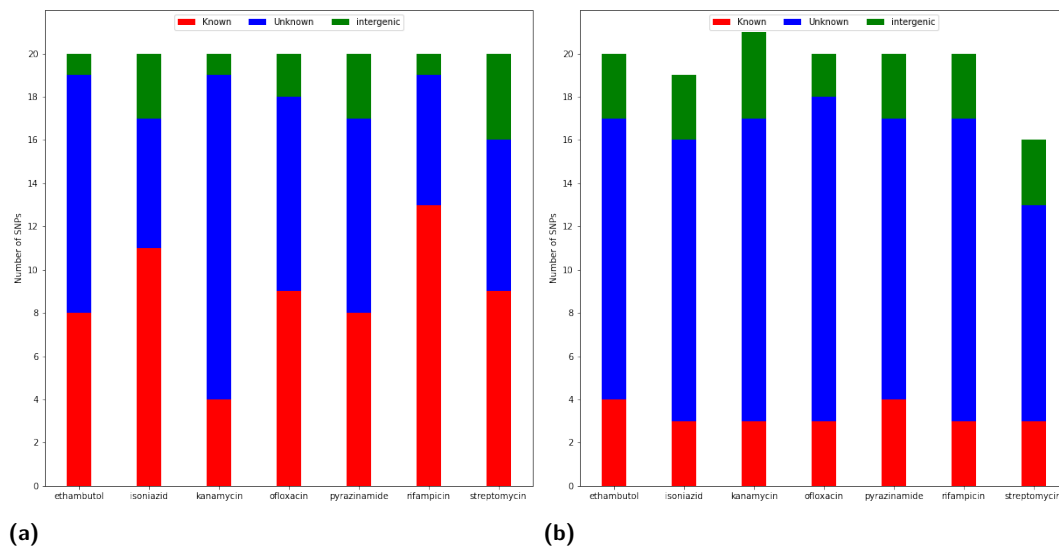 Known Unknown intergenic
20
18
16
14
12
10
8
6
4
2
0
Number of SNPs
ethambutol isoniazid kanamycin ofloxacin pyrazinamide rifampicin streptomycin
(a)
Known Unknown intergenic
20
18
16
14
12
10
8
6
4
2
0
Number of SNPs
ethambutol isoniazid kanamycin ofloxacin pyrazinamide rifampicin streptomycin
(b)